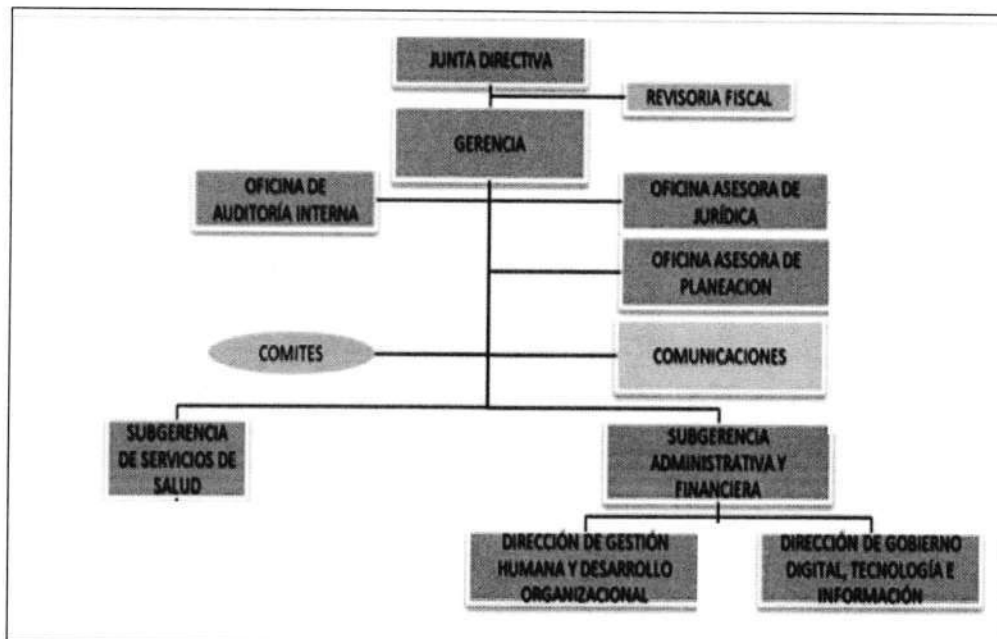 JUNTA DIRECTIVA
REVISORIA FISCAL
GERENCIA
OFICINA DE
AUDITORÍA INTERNA
OFICINA ASESORA DE
JURÍDICA
OFICINA ASESORA DE
PLANEACION
COMITES
COMUNICACIONES
SUBGERENCIA
DE SERVICIOS DE
SALUD
SUBGERENCIA
ADMINISTRATIVA Y
FINANCIERA
DIRECCIÓN DE GESTIÓN
HUMANA Y DESARROLLO
ORGANIZACIONAL
DIRECCIÓN DE GOBIERNO
DIGITAL, TECNOLOGÍA E
INFORMACIÓN